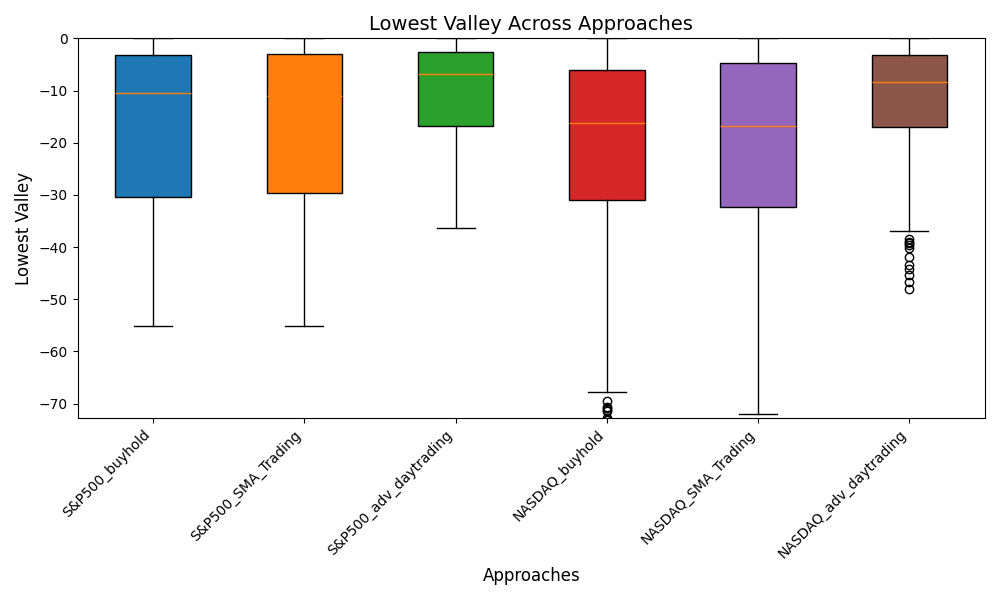 Lowest Valley Across Approaches
0
−10
−20
−30
−40
−50
−60
−70
Lowest Valley
S&P500_buyhold
S&P500_SMA_Trading
S&P500_adv_daytrading
NASDAQ_buyhold
NASDAQ_SMA_Trading
NASDAQ_adv_daytrading
Approaches